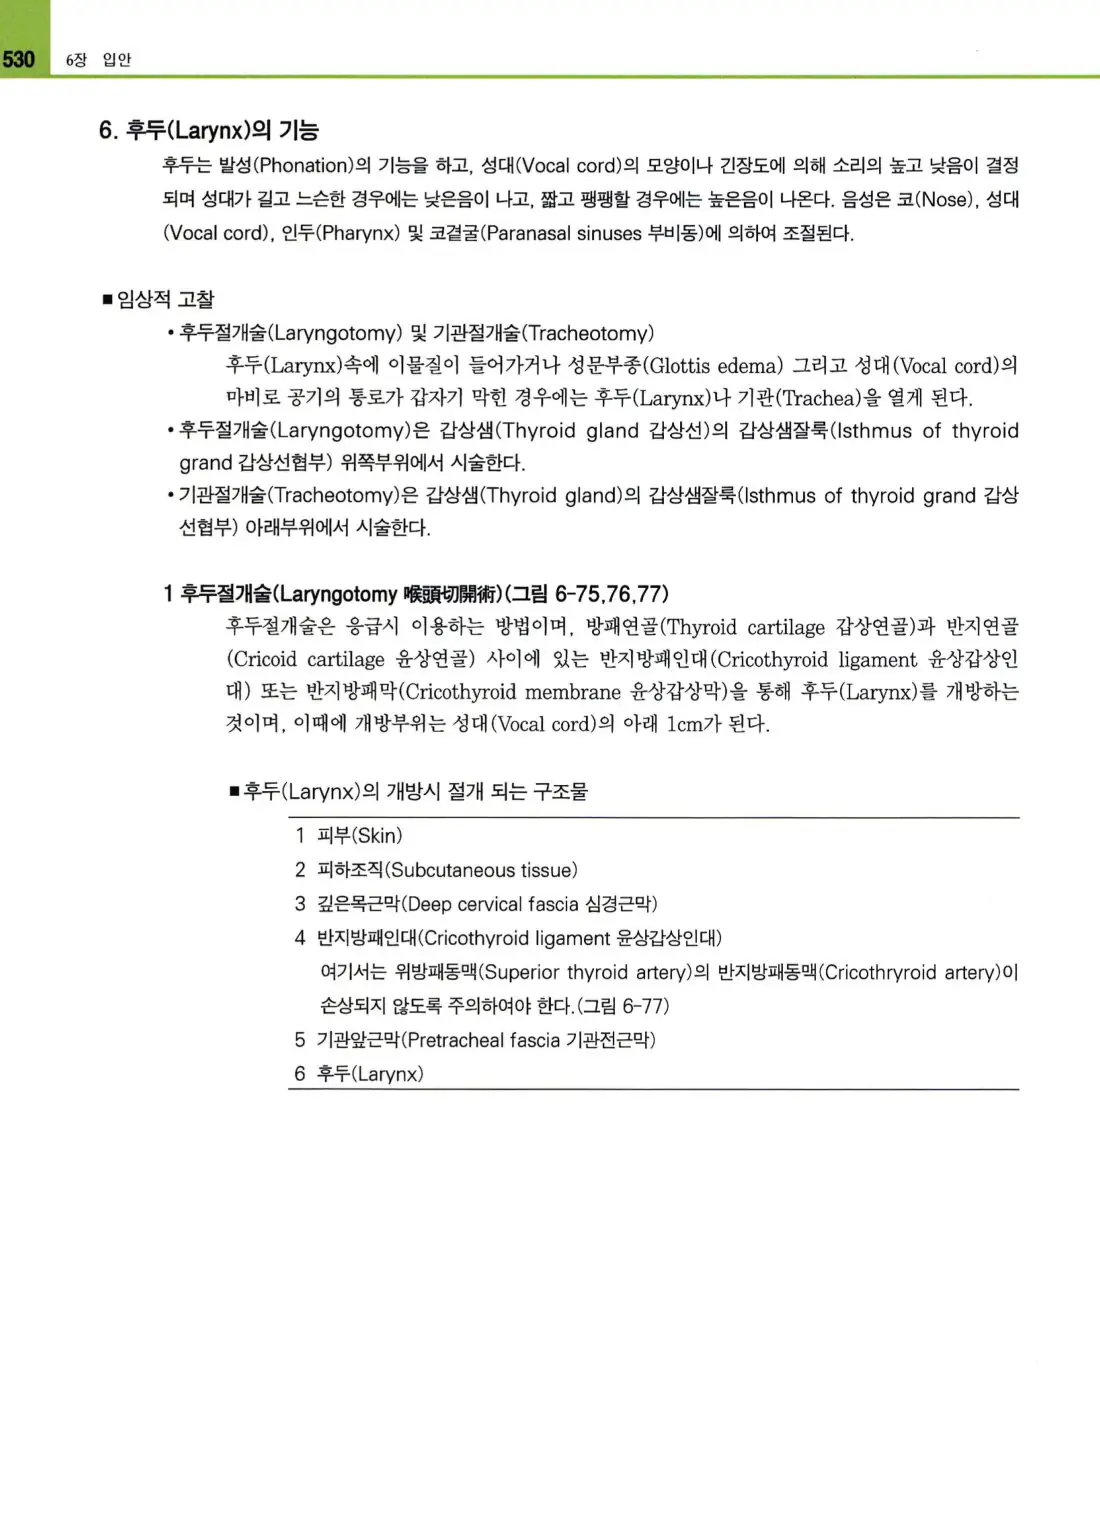 530 6장 입안
6. 후두(Larynx)의 기능
후두는 발성(Phonation)의 기능을 하고, 성대(Vocal cord)의 모양이나 긴장도에 의해 소리의 높고 낮음이 결정
되며 성대가 길고 느슨한 경우에는 낮은음이 나고, 짧고 팽팽할 경우에는 높은음이 나온다. 음성은 코(Nose), 성대
(Vocal cord), 인두(Pharynx) 및 코곁굴(Paranasal sinuses 부비동)에 의하여 조절된다.
■ 임상적 고찰
• 후두절개술(Laryngotomy) 및 기관절개술(Tracheotomy)
후두(Larynx)속에 이물질이 들어가거나 성문부종(Glottis edema) 그리고 성대(Vocal cord)의
마비로 공기의 통로가 갑자기 막힌 경우에는 후두(Larynx)나 기관(Trachea)을 열게 된다.
• 후두절개술(Laryngotomy)은 갑상샘(Thyroid gland 갑상선)의 갑상샘잘룩(Isthmus of thyroid
grand 갑상선협부) 위쪽부위에서 시술한다.
• 기관절개술(Tracheotomy)은 갑상샘(Thyroid gland)의 갑상샘잘룩(Isthmus of thyroid grand 갑상
선협부) 아래부위에서 시술한다.
1 후두절개술(Laryngotomy 喉頭切開術)(그림 6-75,76,77)
후두절개술은 응급시 이용하는 방법이며, 방패연골(Thyroid cartilage 갑상연골)과 반지연골
(Cricoid cartilage 윤상연골) 사이에 있는 반지방패인대(Cricothyroid ligament 윤상갑상인
대) 또는 반지방패막(Cricothyroid membrane 윤상갑상막)을 통해 후두(Larynx)를 개방하는
것이며, 이때에 개방부위는 성대(Vocal cord)의 아래 1cm가 된다.
■ 후두(Larynx)의 개방시 절개 되는 구조물
1 피부(Skin)
2 피하조직(Subcutaneous tissue)
3 깊은목근막(Deep cervical fascia 심경근막)
4 반지방패인대(Cricothyroid ligament 윤상갑상인대)
여기서는 위방패동맥(Superior thyroid artery)의 반지방패동맥(Cricothryroid artery)이
손상되지 않도록 주의하여야 한다.(그림 6-77)
5 기관앞근막(Pretracheal fascia 기관전근막)
6 후두(Larynx)